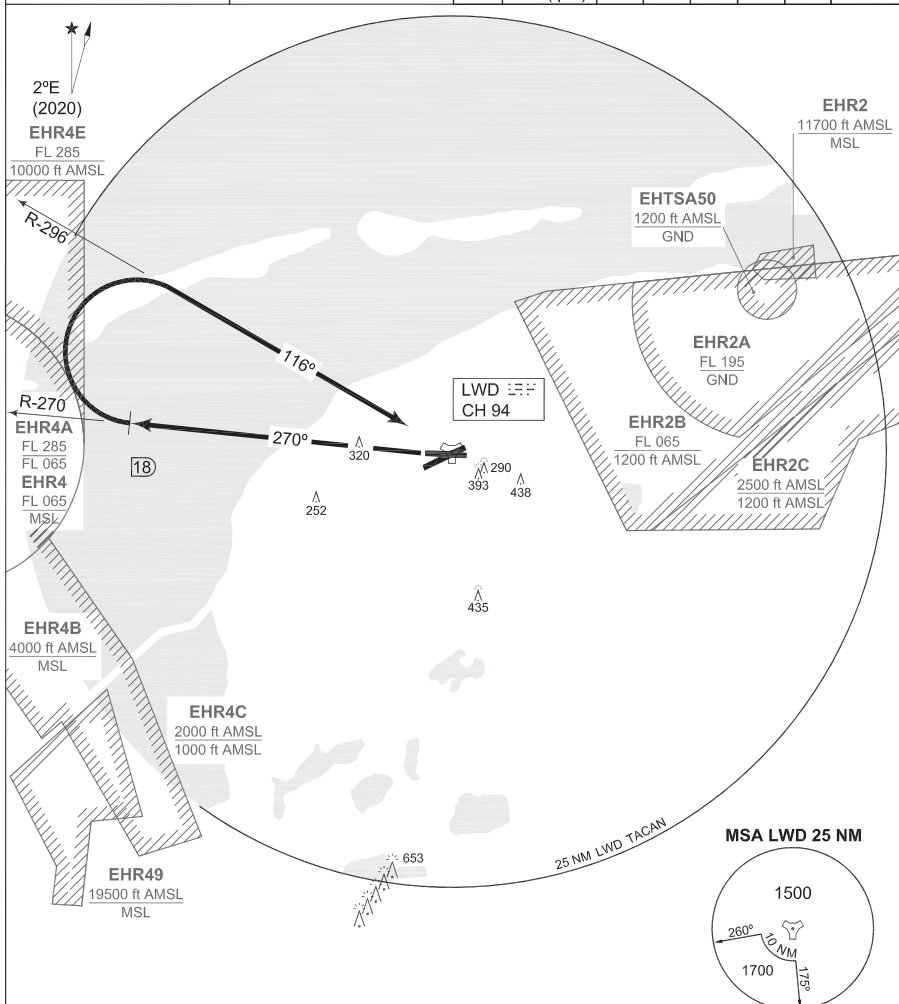 2ºE
(2020)
EHR4E
FL 285
10000 ft AMSL
EHR2
11700 ft AMSL
MSL
EHTSA50
1200 ft AMSL
GND
R-296
EHR2A
FL 195
GND
116º
LWD
CH 94
R-270
270º
EHR4A
FL 285
FL 065
EHR4
FL 065
MSL
18
320
290
393
438
252
EHR2B
FL 065
1200 ft AMSL
EHR2C
2500 ft AMSL
1200 ft AMSL
435
EHR4B
4000 ft AMSL
MSL
EHR4C
2000 ft AMSL
1000 ft AMSL
25 NM LWD TACAN
653
EHR49
19500 ft AMSL
MSL
MSA LWD 25 NM
1500
260º
10 NM
1700
175º